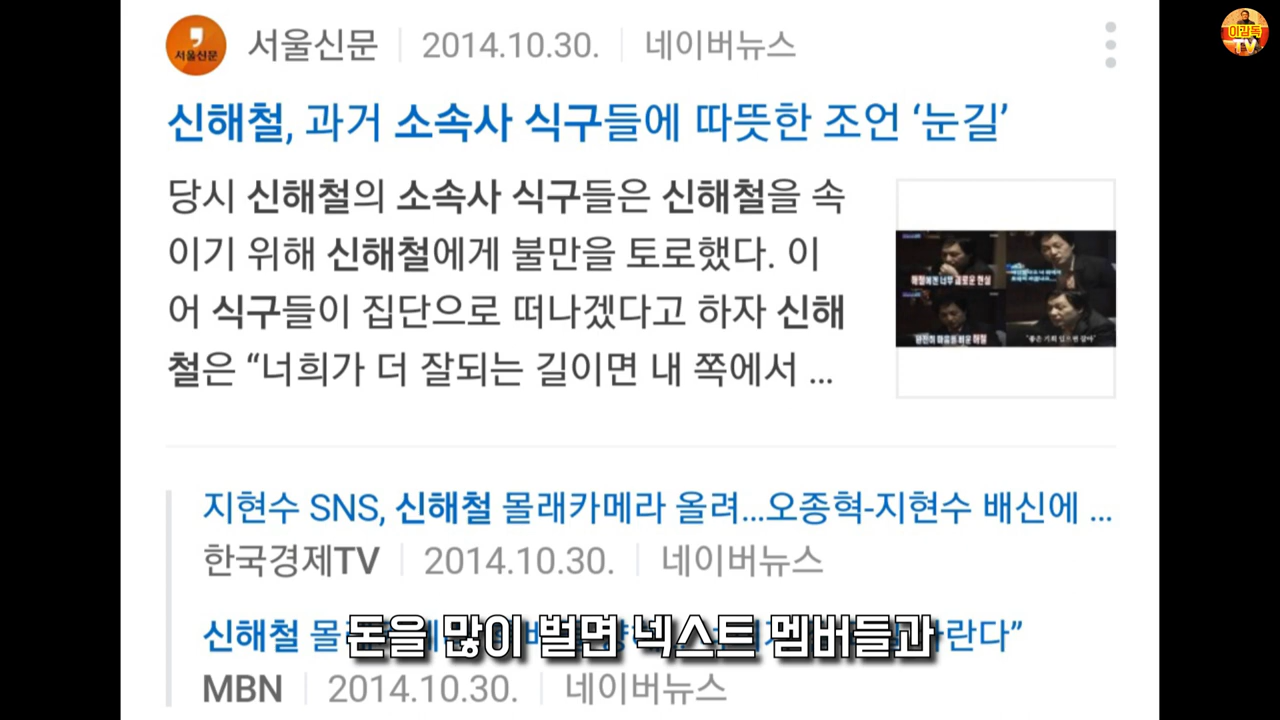 서울신문
서울신문 2014.10.30. 네이버뉴스
이감독
TV
신해철, 과거 소속사 식구들에 따뜻한 조언 ‘눈길’
당시 신해철의 소속사 식구들은 신해철을 속
이기 위해 신해철에게 불만을 토로했다. 이
어 식구들이 집단으로 떠나겠다고 하자 신해
철은 “너희가 더 잘되는 길이면 내 쪽에서 ...
지현수 SNS, 신해철 몰래카메라 올려...오종혁-지현수 배신에 ...
한국경제TV 2014.10.30. 네이버뉴스
신해철
돈을 많이 벌면 넥스트 멤버들과
MBN 2014.10.30. 네이버뉴스